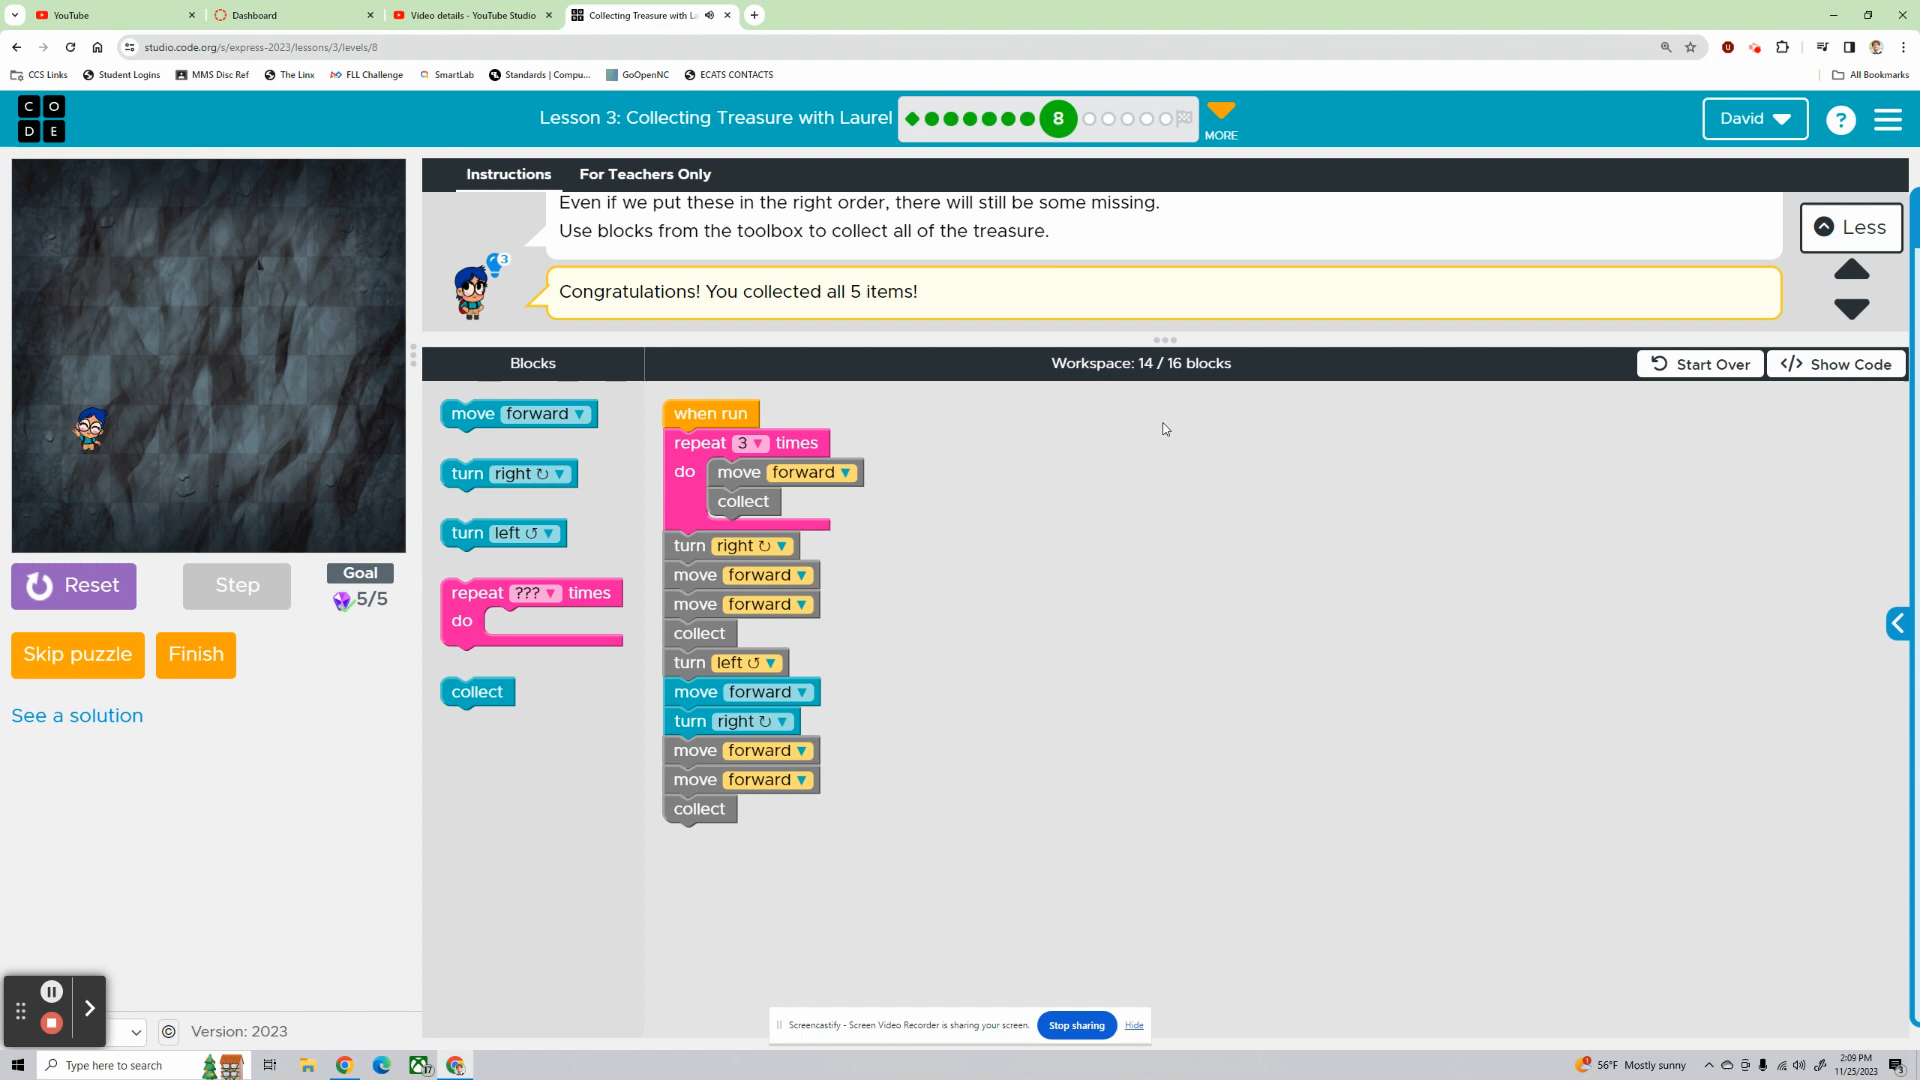 YouTube
Dashboard
Video details - YouTube Studio
Collecting Treasure with La
studio.code.org/s/express-2023/lessons/3/levels/8
CCS Links
Student Logins
MMS Disc Ref
The Linx
FLL Challenge
SmartLab
Standards | Compu...
GoOpenNC
ECATS CONTACTS
All Bookmarks
C O
D E
Lesson 3: Collecting Treasure with Laurel
8
MORE
David
?
Instructions
For Teachers Only
Even if we put these in the right order, there will still be some missing.
Use blocks from the toolbox to collect all of the treasure.
Less
3
Congratulations! You collected all 5 items!
Blocks
Workspace: 14 / 16 blocks
Start Over
</> Show Code
move forward
turn right
turn left
repeat ??? times
do
collect
when run
repeat 3 times
do
move forward
collect
turn right
move forward
move forward
collect
turn left
move forward
turn right
move forward
move forward
collect
Reset
Step
Goal
5/5
Skip puzzle
Finish
See a solution
© Version: 2023
Screencastify - Screen Video Recorder is sharing your screen.
Stop sharing
Hide
Type here to search
17
56°F Mostly sunny
2:09 PM
11/25/2023
3